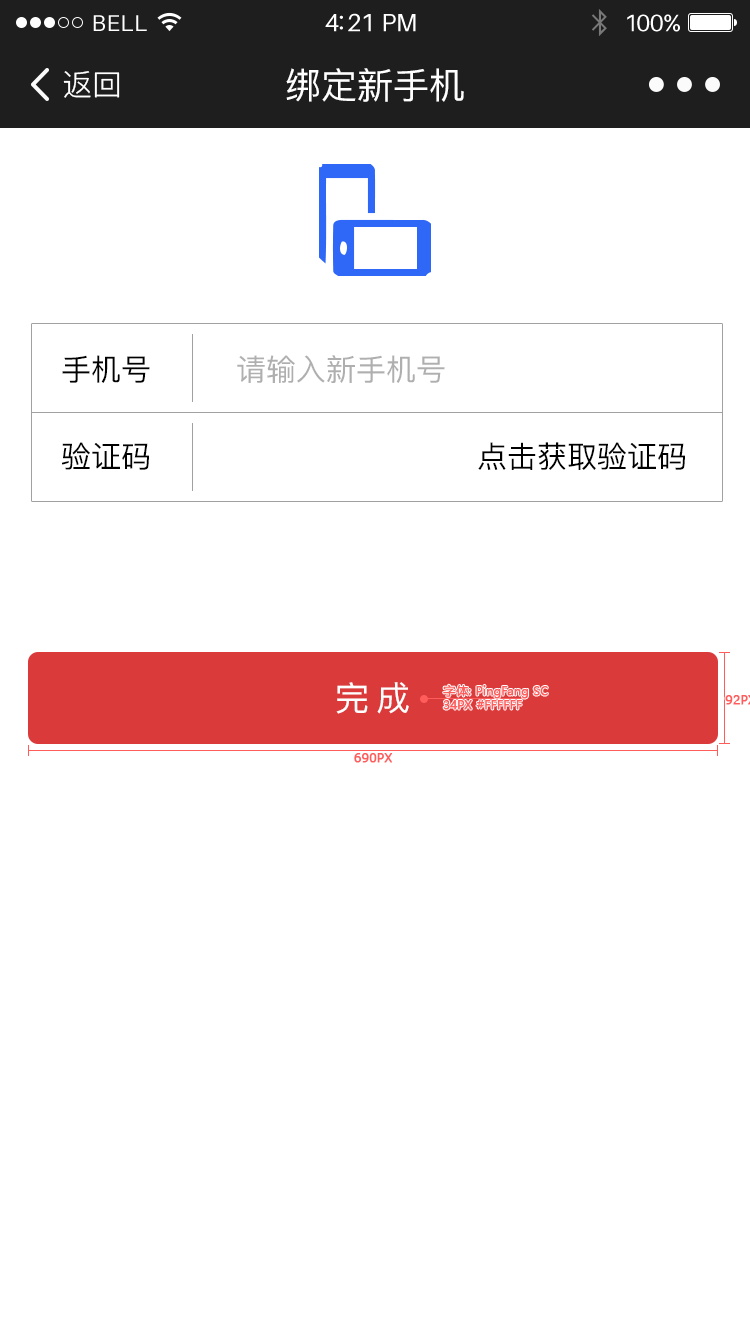 BELL 4:21 PM 100%
返回 绑定新手机
手机号 请输入新手机号
验证码 点击获取验证码
完成 字体: PingFang SC
34PX #FFFFFF
92PX
690PX